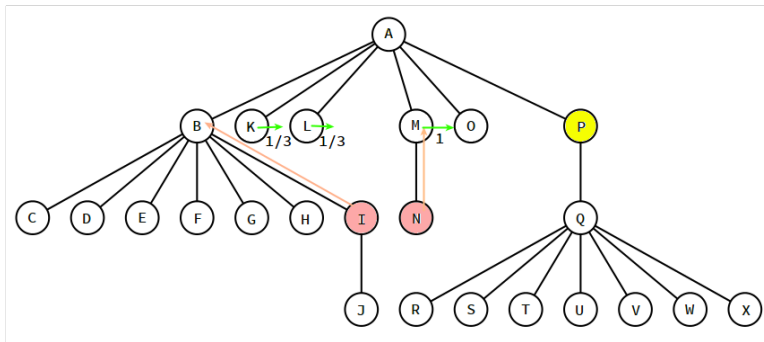 A
B K L M O P
1/3 1/3 1
C D E F G H I N Q
J R S T U V W X